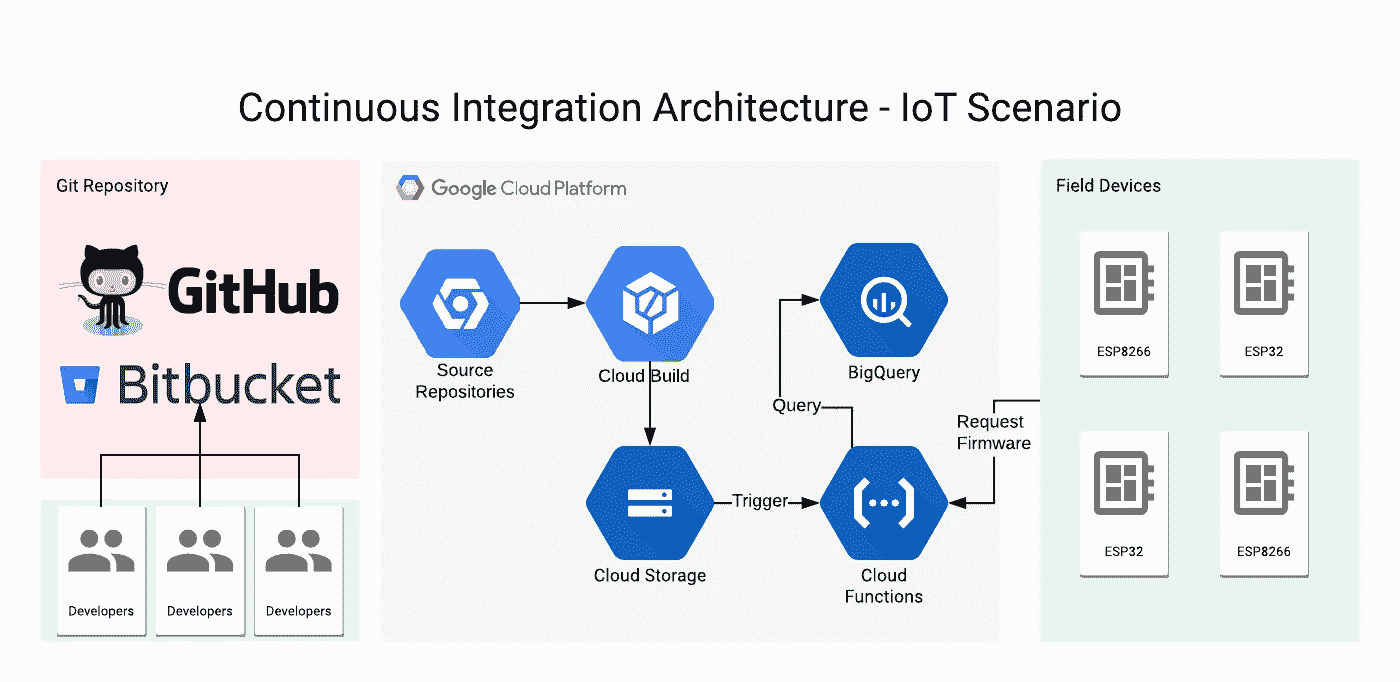 Continuous Integration Architecture - IoT Scenario
Git Repository
GitHub
Bitbucket
Developers
Developers
Developers
Google Cloud Platform
Source
Repositories
Cloud Build
BigQuery
Query
Cloud Storage
Trigger
Cloud
Functions
Request
Firmware
Field Devices
ESP8266
ESP32
ESP32
ESP8266